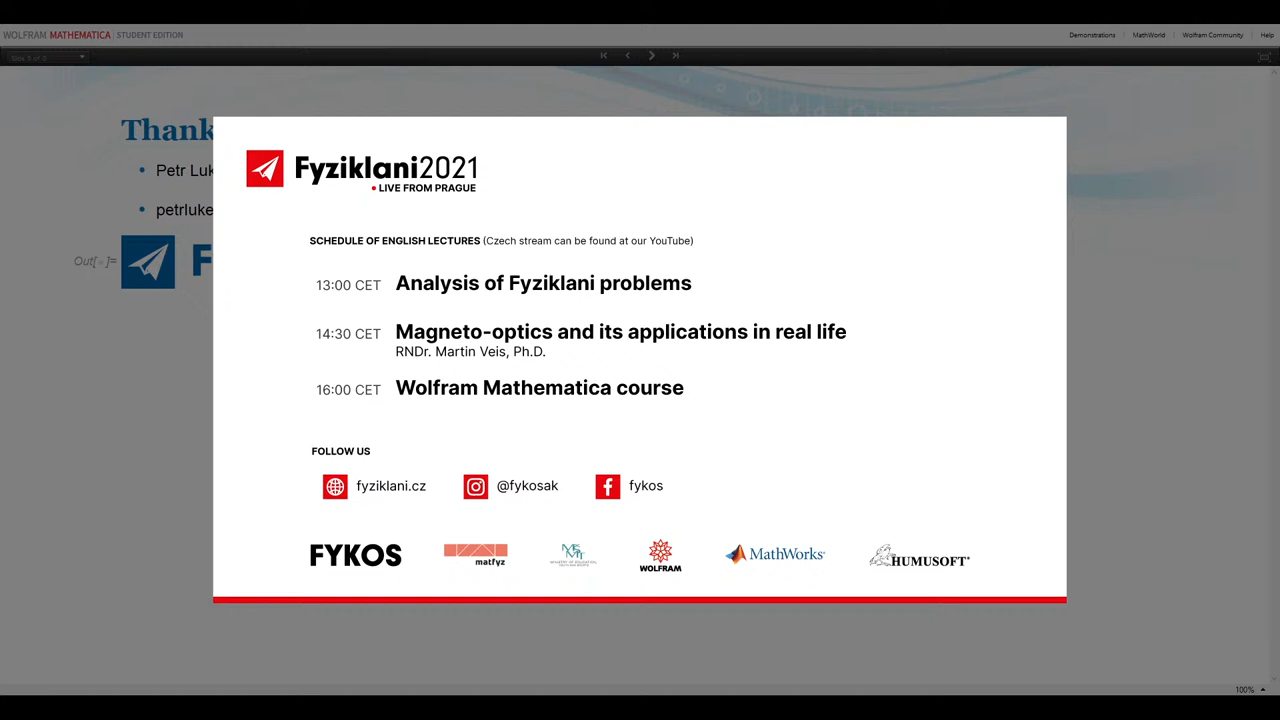 WOLFRAM MATHEMATICA | STUDENT EDITION
Demonstrations | MathWorld | Wolfram Community | Help
Thank
Petr Luk
petrluke
Out[ ]=
F
Fyziklani2021
• LIVE FROM PRAGUE
SCHEDULE OF ENGLISH LECTURES (Czech stream can be found at our YouTube)
13:00 CET Analysis of Fyziklani problems
14:30 CET Magneto-optics and its applications in real life
RNDr. Martin Veis, Ph.D.
16:00 CET Wolfram Mathematica course
FOLLOW US
fyziklani.cz @fykosak fykos
FYKOS matfyz MINISTRY OF EDUCATION, WOLFRAM MathWorks® HUMUSOFT®
100%